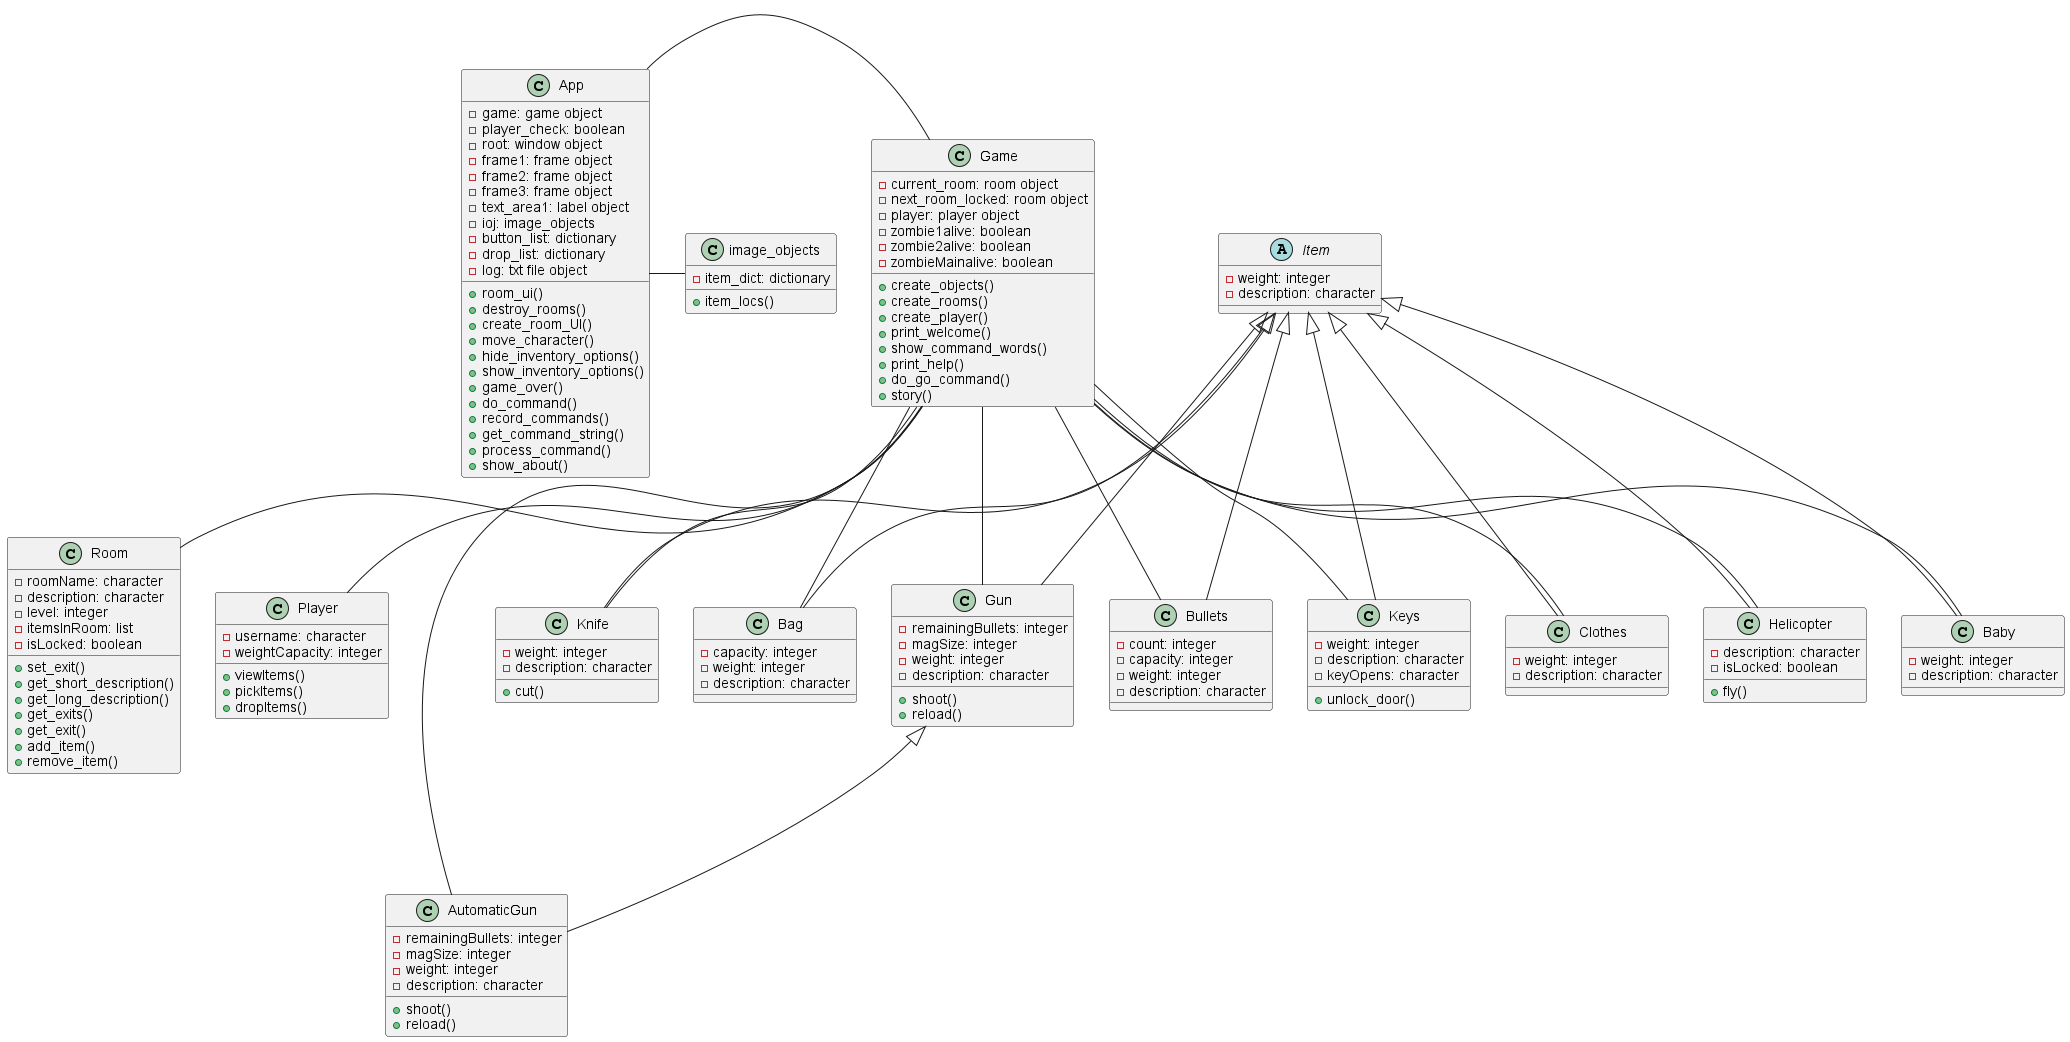 C App
game: game object
player_check: boolean
root: window object
frame1: frame object
frame2: frame object
frame3: frame object
text_area1: label object
ioj: image_objects
button_list: dictionary
drop_list: dictionary
log: txt file object
room_ui()
destroy_rooms()
create_room_UI()
move_character()
hide_inventory_options()
show_inventory_options()
game_over()
do_command()
record_commands()
get_command_string()
process_command()
show_about()
C Game
current_room: room object
next_room_locked: room object
player: player object
zombie1alive: boolean
zombie2alive: boolean
zombieMainalive: boolean
create_objects()
create_rooms()
create_player()
print_welcome()
show_command_words()
print_help()
do_go_command()
story()
C image_objects
item_dict: dictionary
item_locs()
A Item
weight: integer
description: character
C Room
roomName: character
description: character
level: integer
itemsInRoom: list
isLocked: boolean
set_exit()
get_short_description()
get_long_description()
get_exits()
get_exit()
add_item()
remove_item()
C Player
username: character
weightCapacity: integer
viewItems()
pickItems()
dropItems()
C Knife
weight: integer
description: character
cut()
C Bag
capacity: integer
weight: integer
description: character
C Gun
remainingBullets: integer
magSize: integer
weight: integer
description: character
shoot()
reload()
C Bullets
count: integer
capacity: integer
weight: integer
description: character
C Keys
weight: integer
description: character
keyOpens: character
unlock_door()
C Clothes
weight: integer
description: character
C Helicopter
description: character
isLocked: boolean
fly()
C Baby
weight: integer
description: character
C AutomaticGun
remainingBullets: integer
magSize: integer
weight: integer
description: character
shoot()
reload()